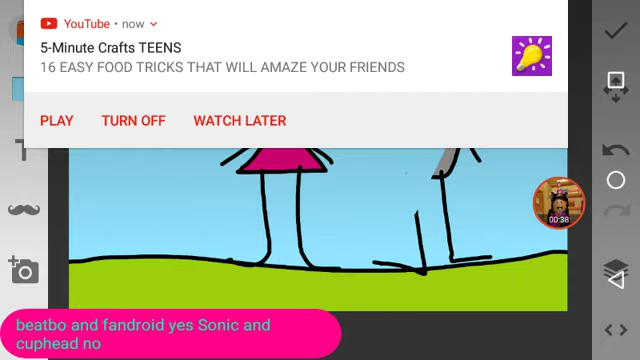 YouTube • now
5-Minute Crafts TEENS
16 EASY FOOD TRICKS THAT WILL AMAZE YOUR FRIENDS
PLAY TURN OFF WATCH LATER
T
00:38
beatbo and fandroid yes Sonic and
cuphead no